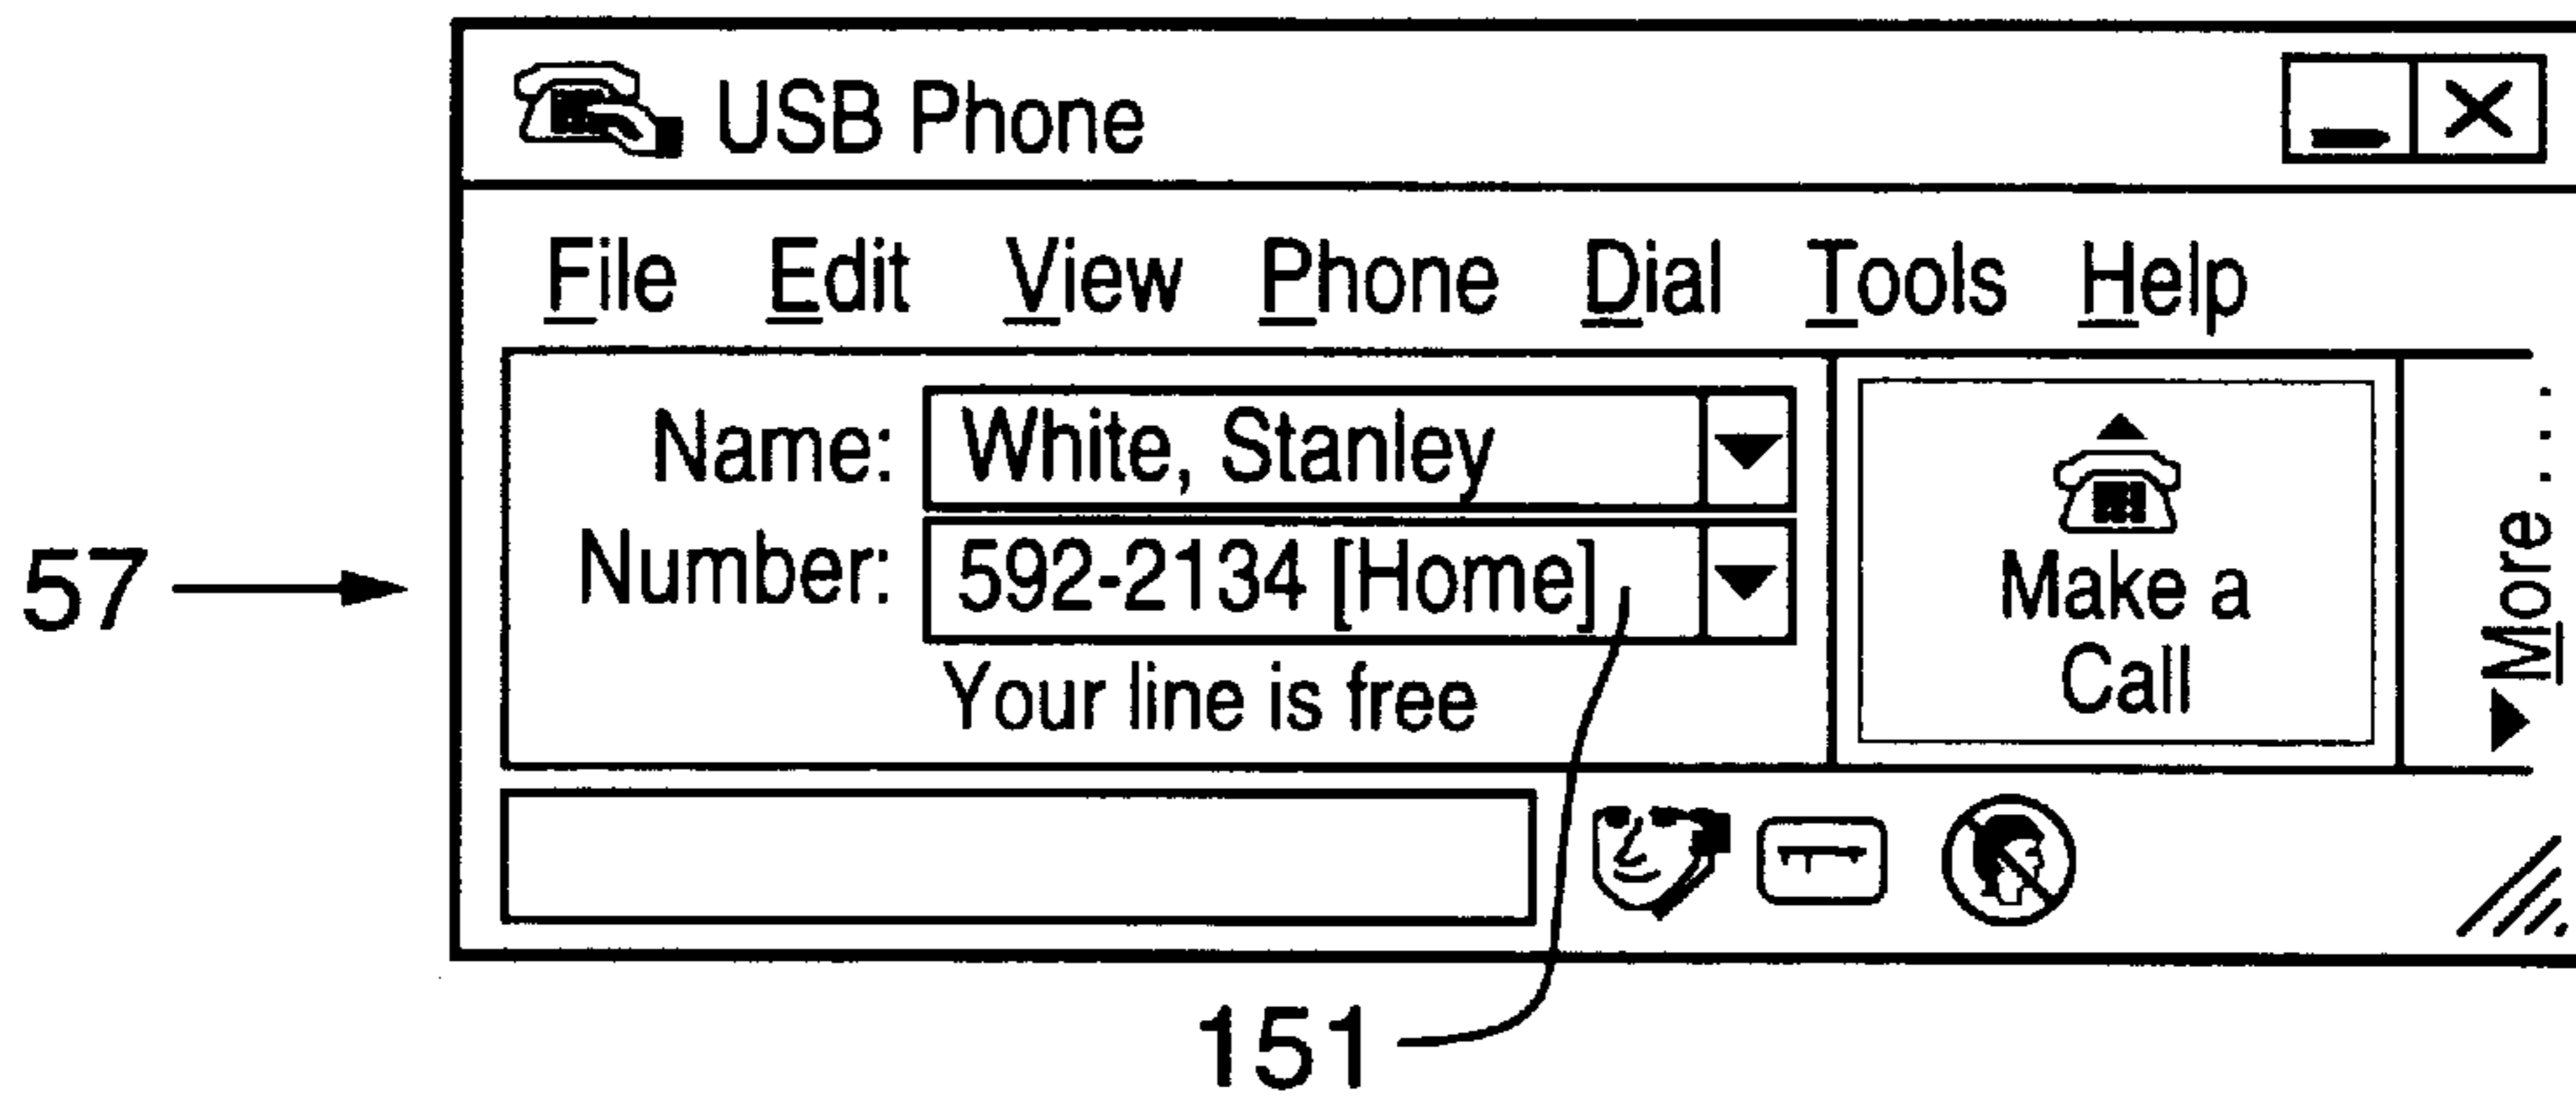 USB Phone
File Edit View Phone Dial Tools Help
Name: White, Stanley
Number: 592-2134 [Home]
Your line is free
Make a
Call
More ...
57
151